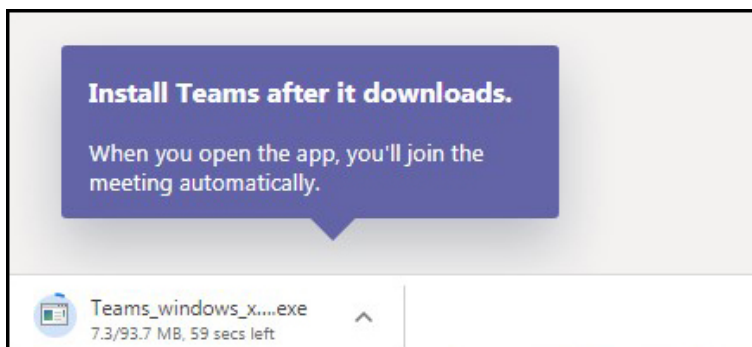 Install Teams after it downloads.
When you open the app, you'll join the
meeting automatically.
Teams_windows_x....exe
7.3/93.7 MB, 59 secs left